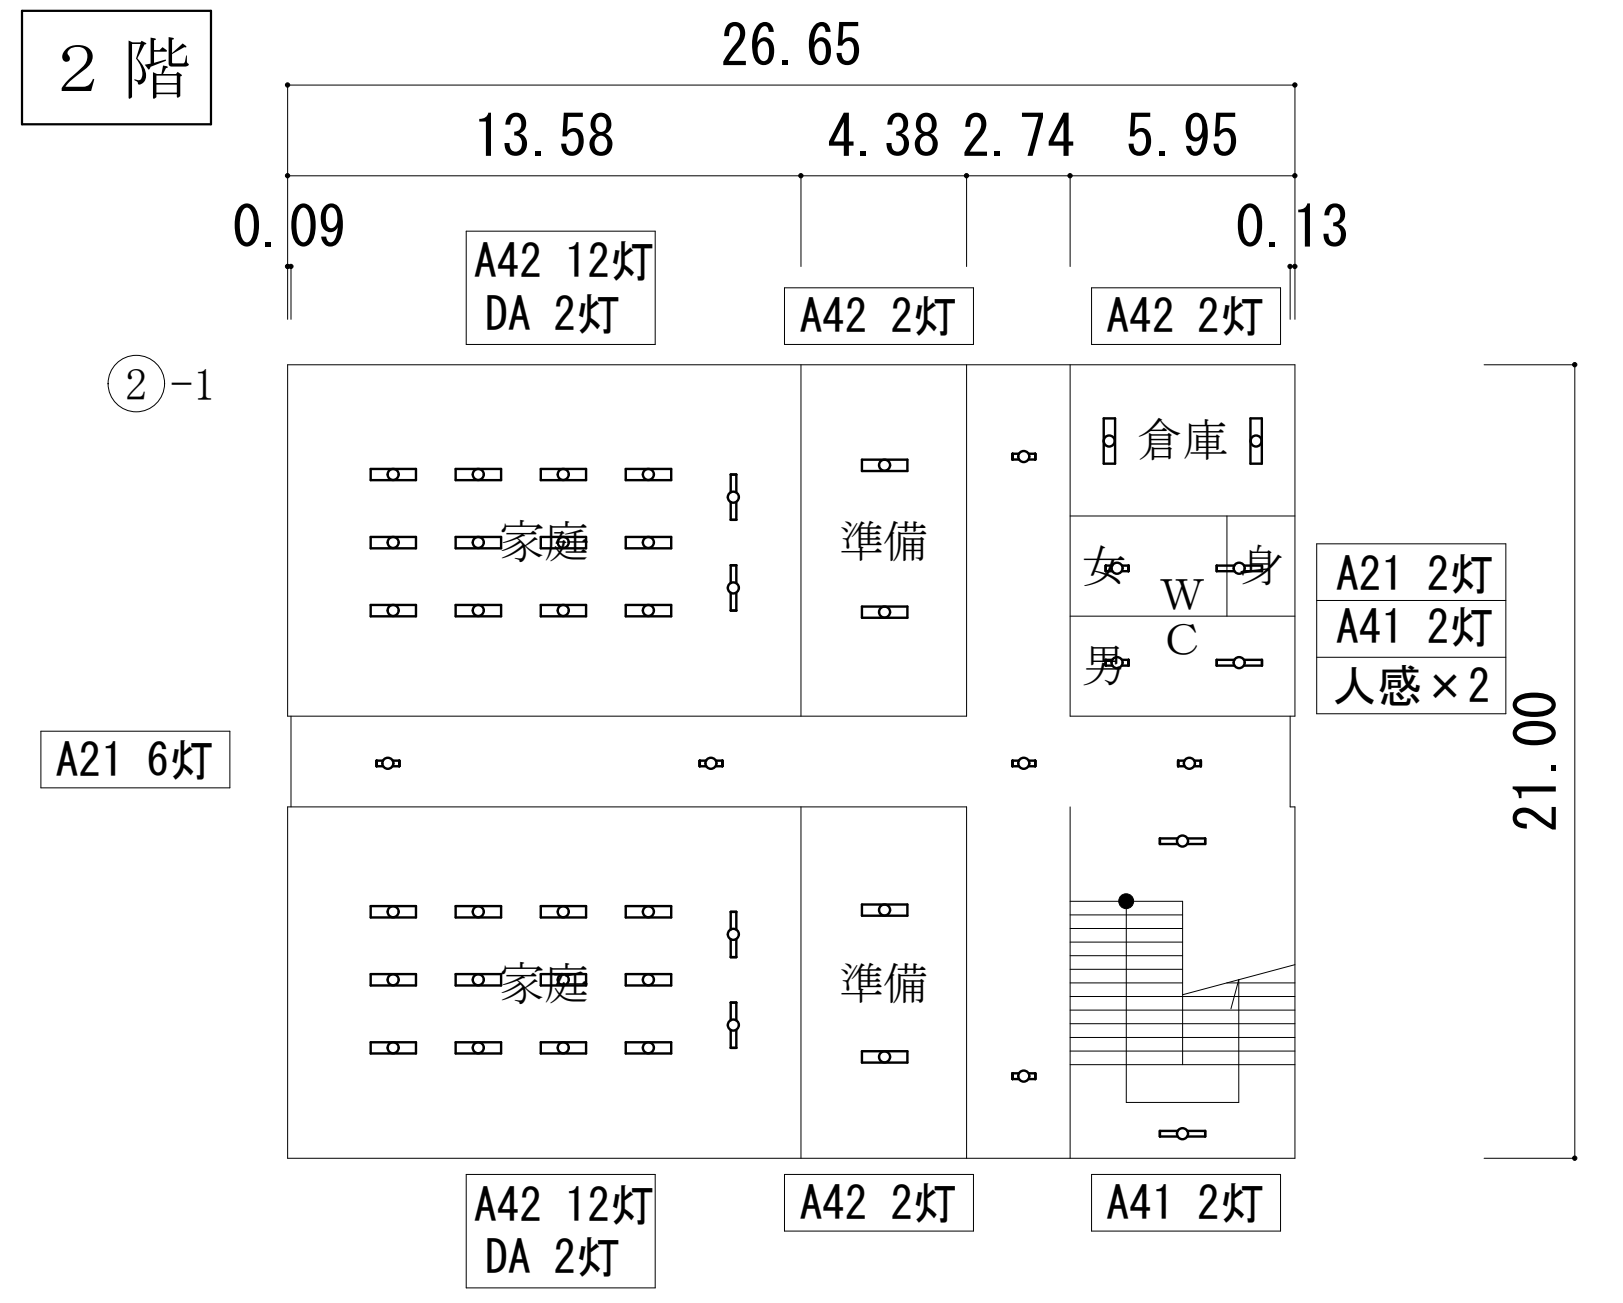 ２階
26.65
13.58 4.38 2.74 5.95
0.09 0.13
A42 12灯
DA 2灯
A42 2灯
A42 2灯
②-1
倉庫
家庭
準備
女
身
W
C
男
A21 2灯
A41 2灯
人感×2
21.00
A21 6灯
家庭
準備
A42 12灯
DA 2灯
A42 2灯
A41 2灯